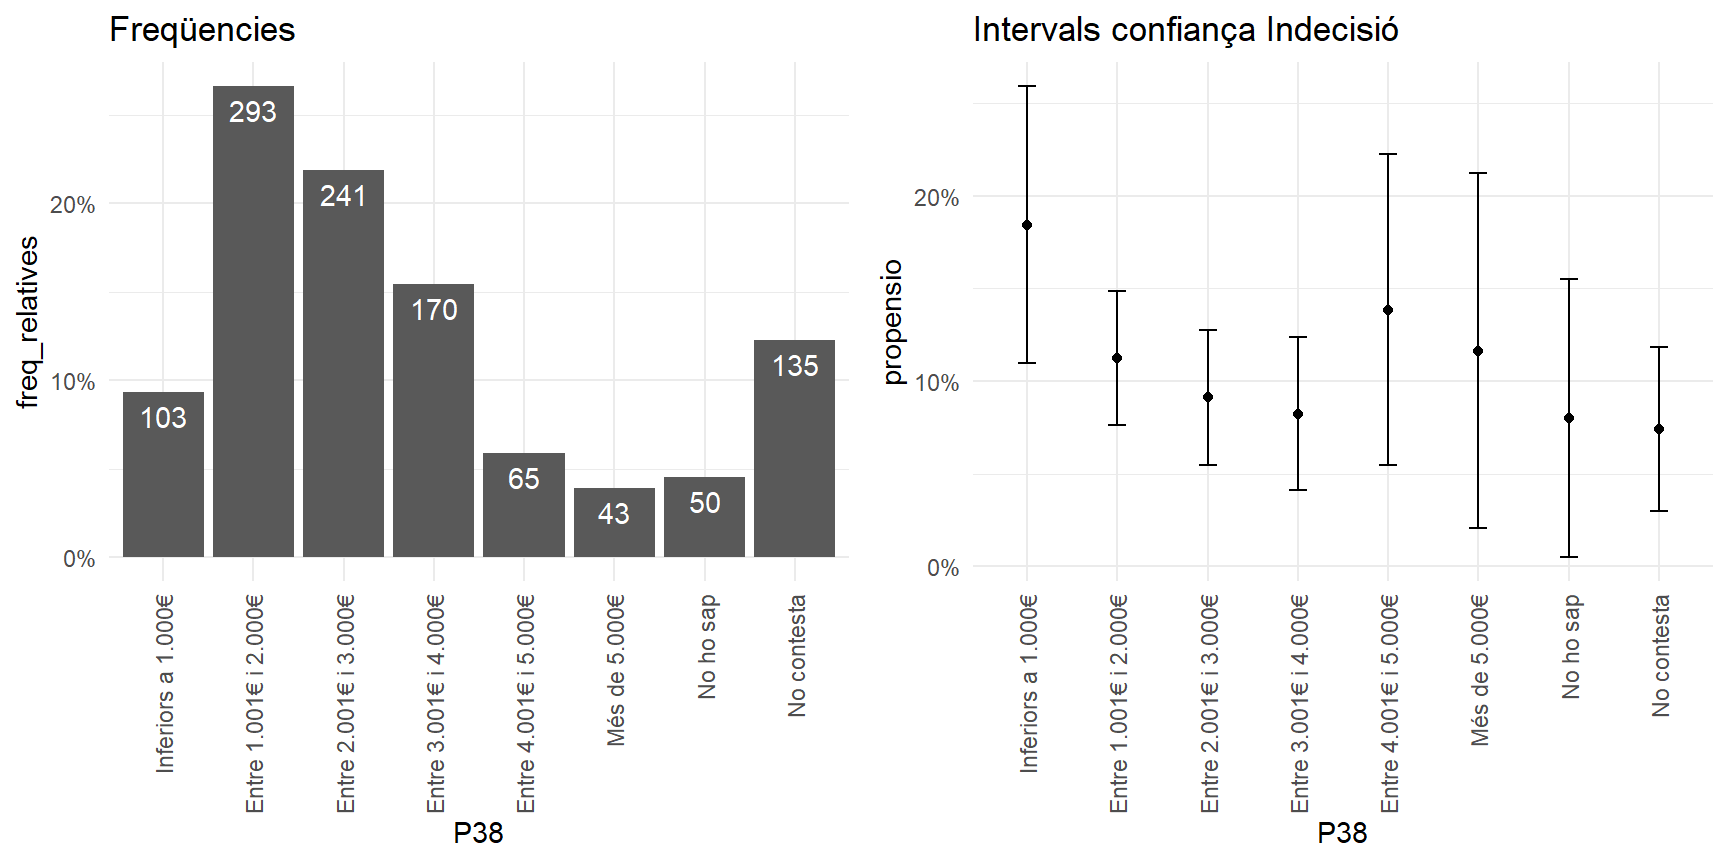 Freqüencies
freq_relatives
20%
10%
0%
293
241
170
135
103
65
43
50
Inferiors a 1.000€
Entre 1.001€ i 2.000€
Entre 2.001€ i 3.000€
Entre 3.001€ i 4.000€
Entre 4.001€ i 5.000€
Més de 5.000€
No ho sap
No contesta
P38
Intervals confiança Indecisió
propensio
20%
10%
0%
Inferiors a 1.000€
Entre 1.001€ i 2.000€
Entre 2.001€ i 3.000€
Entre 3.001€ i 4.000€
Entre 4.001€ i 5.000€
Més de 5.000€
No ho sap
No contesta
P38